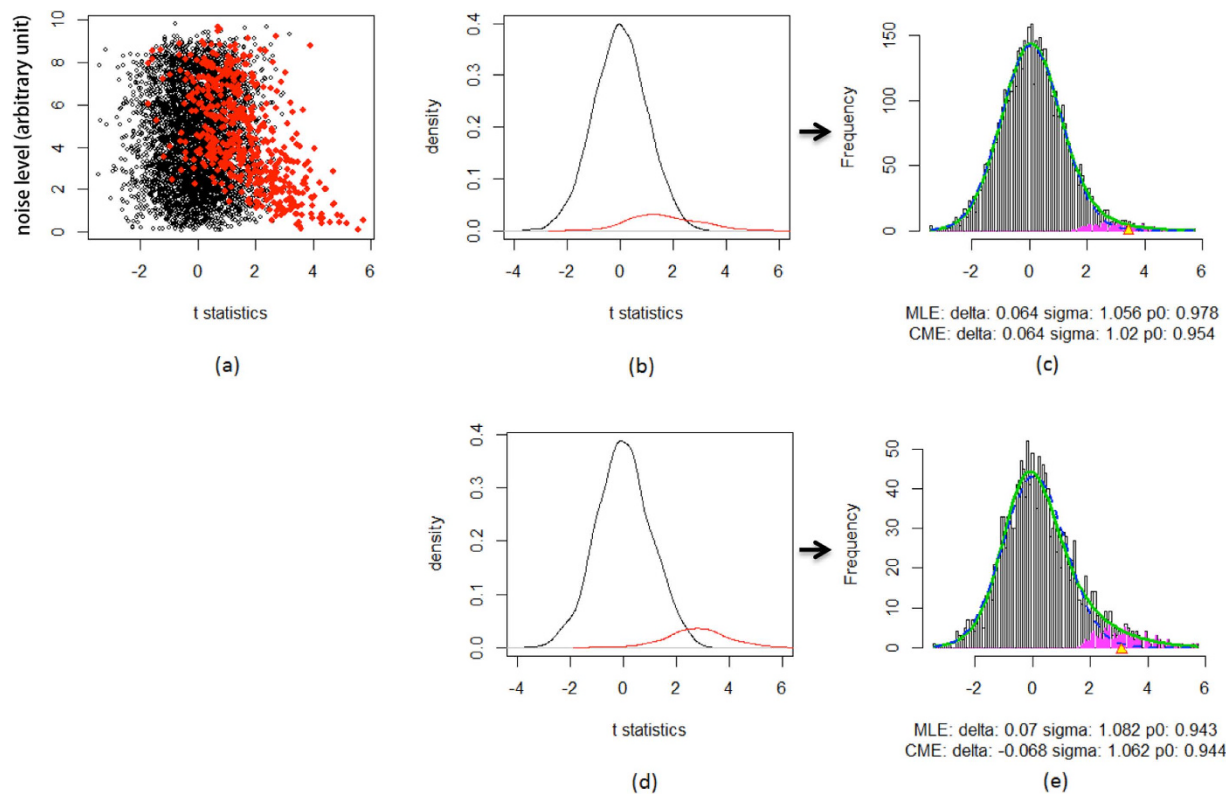 noise level (arbitrary unit)
0 2 4 6 8 10
-2 0 2 4 6
t statistics
(a)
density
0.0 0.1 0.2 0.3 0.4
-4 -2 0 2 4 6
t statistics
(b)
Frequency
0 50 100 150
-2 0 2 4 6
MLE: delta: 0.064 sigma: 1.056 p0: 0.978
CME: delta: 0.064 sigma: 1.02 p0: 0.954
(c)
density
0.0 0.1 0.2 0.3 0.4
-4 -2 0 2 4 6
t statistics
(d)
Frequency
0 10 20 30 40 50
-2 0 2 4 6
MLE: delta: 0.07 sigma: 1.082 p0: 0.943
CME: delta: -0.068 sigma: 1.062 p0: 0.944
(e)